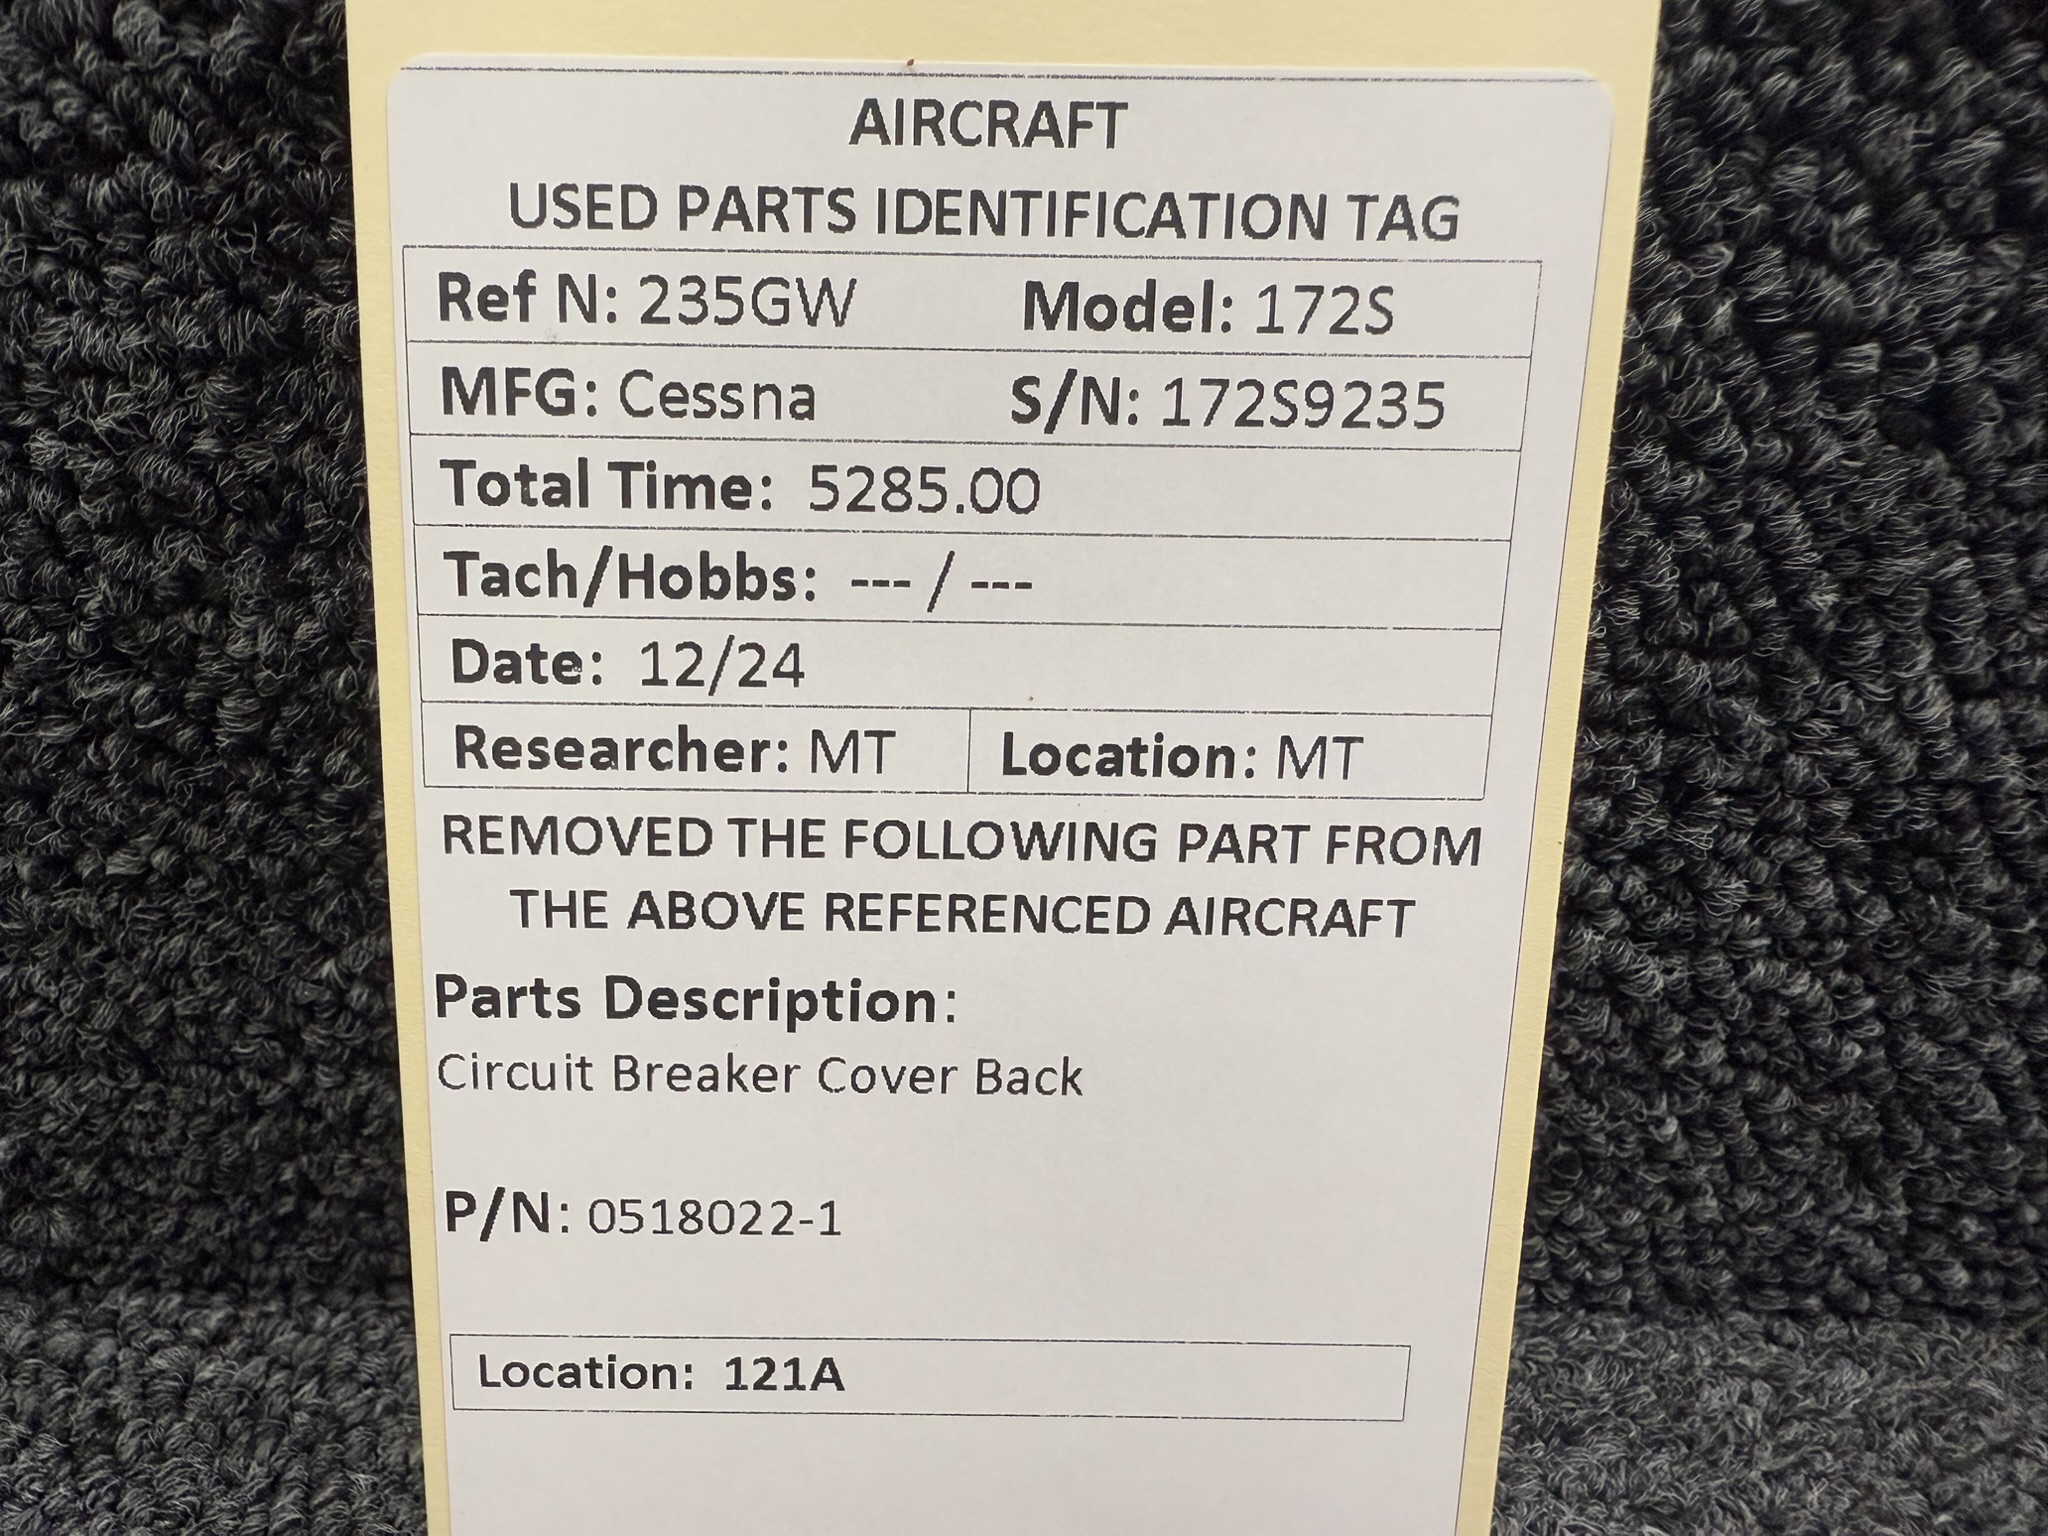 AIRCRAFT
USED PARTS IDENTIFICATION TAG
Ref N: 235GW Model: 172S
MFG: Cessna S/N: 172S9235
Total Time: 5285.00
Tach/Hobbs: --- / ---
Date: 12/24
Researcher: MT Location: MT
REMOVED THE FOLLOWING PART FROM
THE ABOVE REFERENCED AIRCRAFT
Parts Description:
Circuit Breaker Cover Back
P/N: 0518022-1
Location: 121A